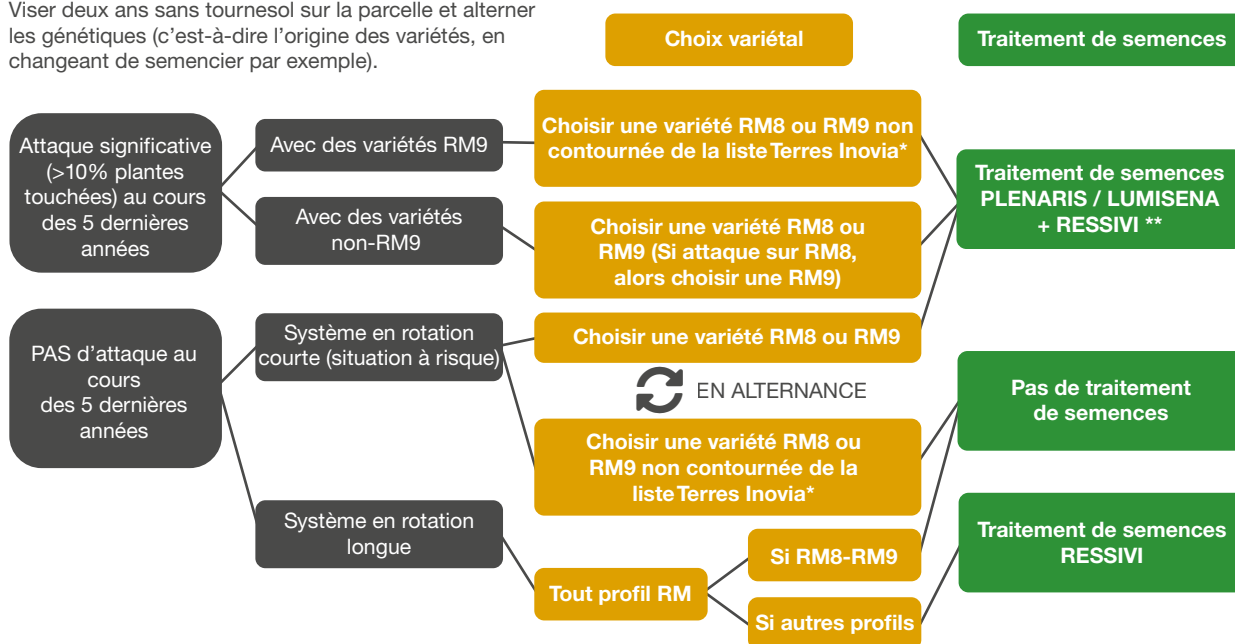 Viser deux ans sans tournesol sur la parcelle et alterner
les génétiques (c'est-à-dire l'origine des variétés, en
changeant de semencier par exemple).
Choix variétal
Traitement de semences
Attaque significative
(>10% plantes
touchées) au cours
des 5 dernières
années
Avec des variétés RM9
Choisir une variété RM8 ou RM9 non
contournée de la liste Terres Inovia*
Avec des variétés
non-RM9
Choisir une variété RM8 ou
RM9 (Si attaque sur RM8,
alors choisir une RM9)
Traitement de semences
PLENARIS / LUMISENA
+ RESSIVI **
PAS d'attaque au
cours
des 5 dernières
années
Système en rotation
courte (situation à risque)
Choisir une variété RM8 ou RM9
EN ALTERNANCE
Choisir une variété RM8 ou
RM9 non contournée de la
liste Terres Inovia*
Pas de traitement
de semences
Système en rotation
longue
Tout profil RM
Si RM8-RM9
Si autres profils
Traitement de semences
RESSIVI